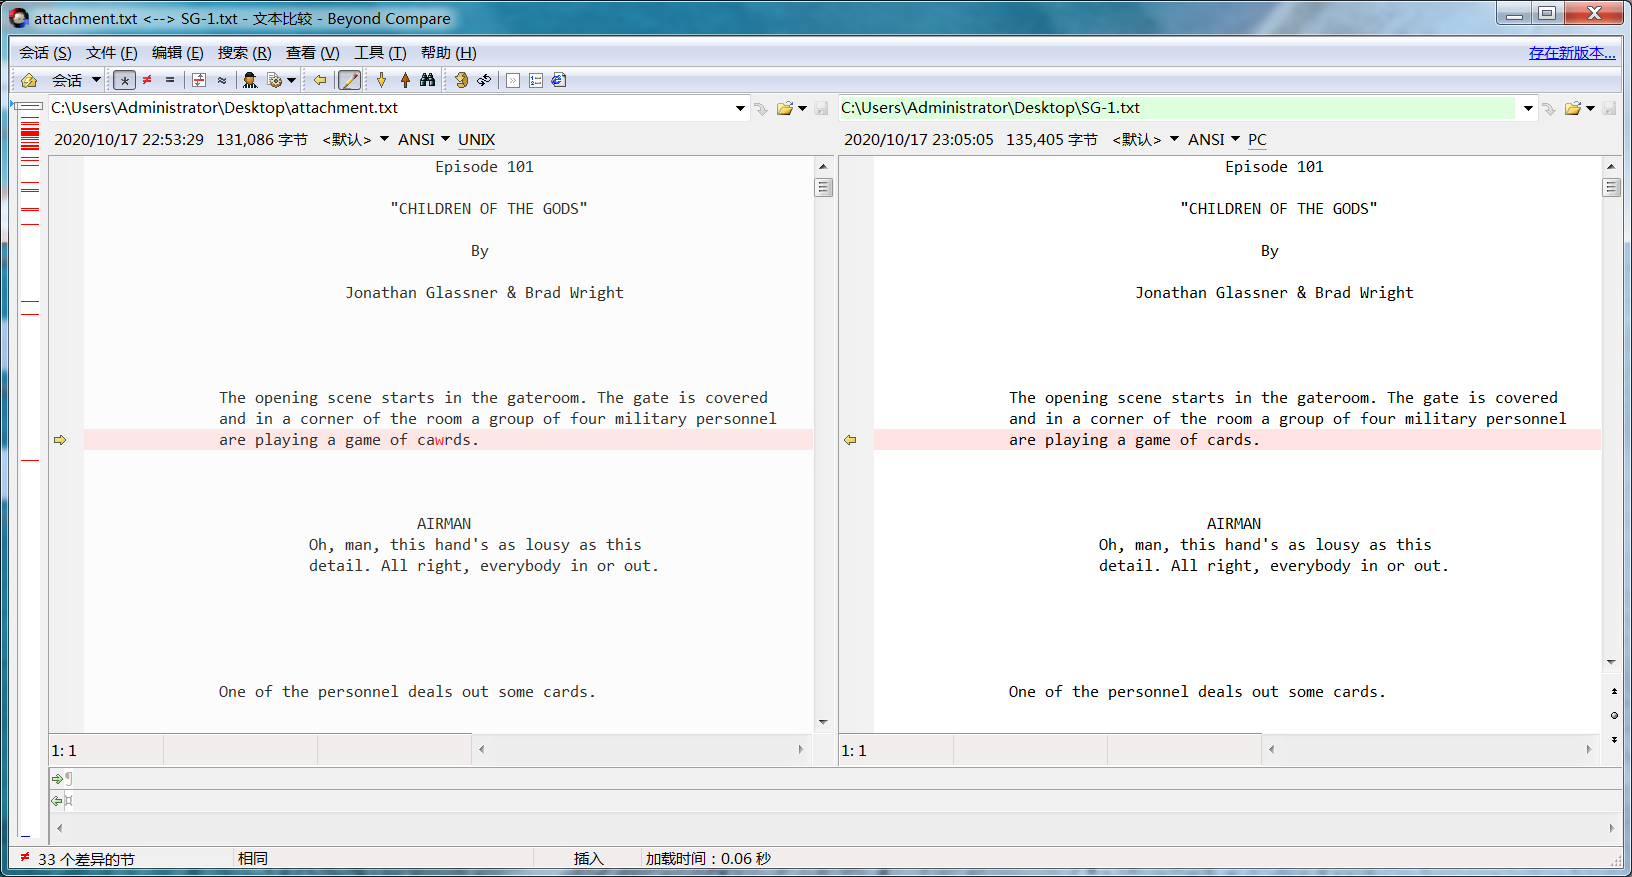 attachment.txt <--> SG-1.txt - 文本比较 - Beyond Compare
会话 (S) 文件 (F) 编辑 (E) 搜索 (R) 查看 (V) 工具 (T) 帮助 (H) 存在新版本...
会话
C:\Users\Administrator\Desktop\attachment.txt
2020/10/17 22:53:29 131,086 字节 <默认> ANSI UNIX
Episode 101
"CHILDREN OF THE GODS"
By
Jonathan Glassner & Brad Wright
The opening scene starts in the gateroom. The gate is covered
and in a corner of the room a group of four military personnel
are playing a game of cawrds.
AIRMAN
Oh, man, this hand's as lousy as this
detail. All right, everybody in or out.
One of the personnel deals out some cards.
1: 1
C:\Users\Administrator\Desktop\SG-1.txt
2020/10/17 23:05:05 135,405 字节 <默认> ANSI PC
Episode 101
"CHILDREN OF THE GODS"
By
Jonathan Glassner & Brad Wright
The opening scene starts in the gateroom. The gate is covered
and in a corner of the room a group of four military personnel
are playing a game of cards.
AIRMAN
Oh, man, this hand's as lousy as this
detail. All right, everybody in or out.
One of the personnel deals out some cards.
1: 1
¶
¤
33 个差异的节 相同 插入 加载时间：0.06 秒